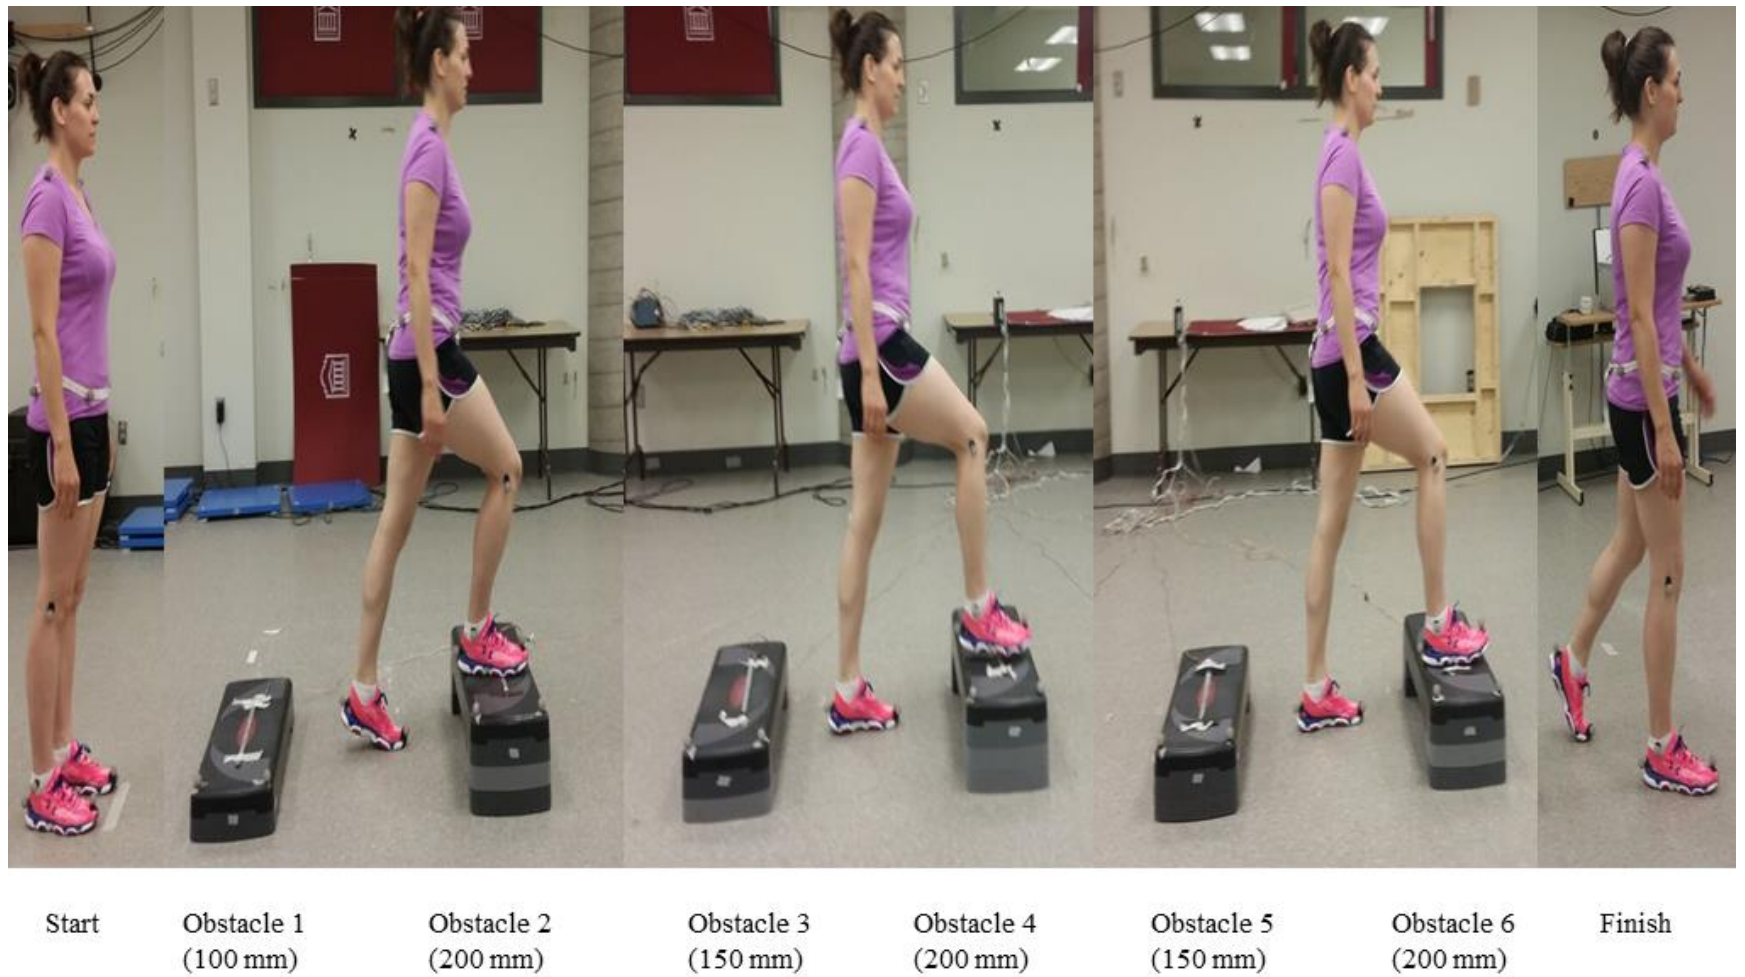 Start
Obstacle 1
(100 mm)
Obstacle 2
(200 mm)
Obstacle 3
(150 mm)
Obstacle 4
(200 mm)
Obstacle 5
(150 mm)
Obstacle 6
(200 mm)
Finish